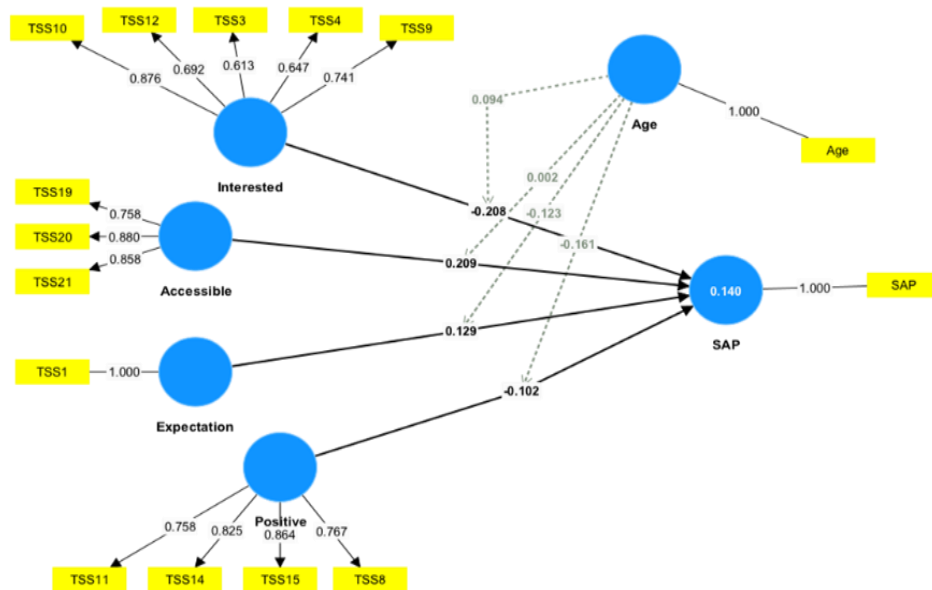 TSS10
TSS12
TSS3
TSS4
TSS9
0.876
0.692
0.613
0.647
0.741
Interested
Age
1.000
Age
0.094
0.002
-0.123
-0.161
TSS19
TSS20
TSS21
0.758
0.880
0.858
Accessible
-0.208
0.209
0.129
-0.102
0.140
SAP
1.000
SAP
TSS1
1.000
Expectation
Positive
0.758
0.825
0.864
0.767
TSS11
TSS14
TSS15
TSS8